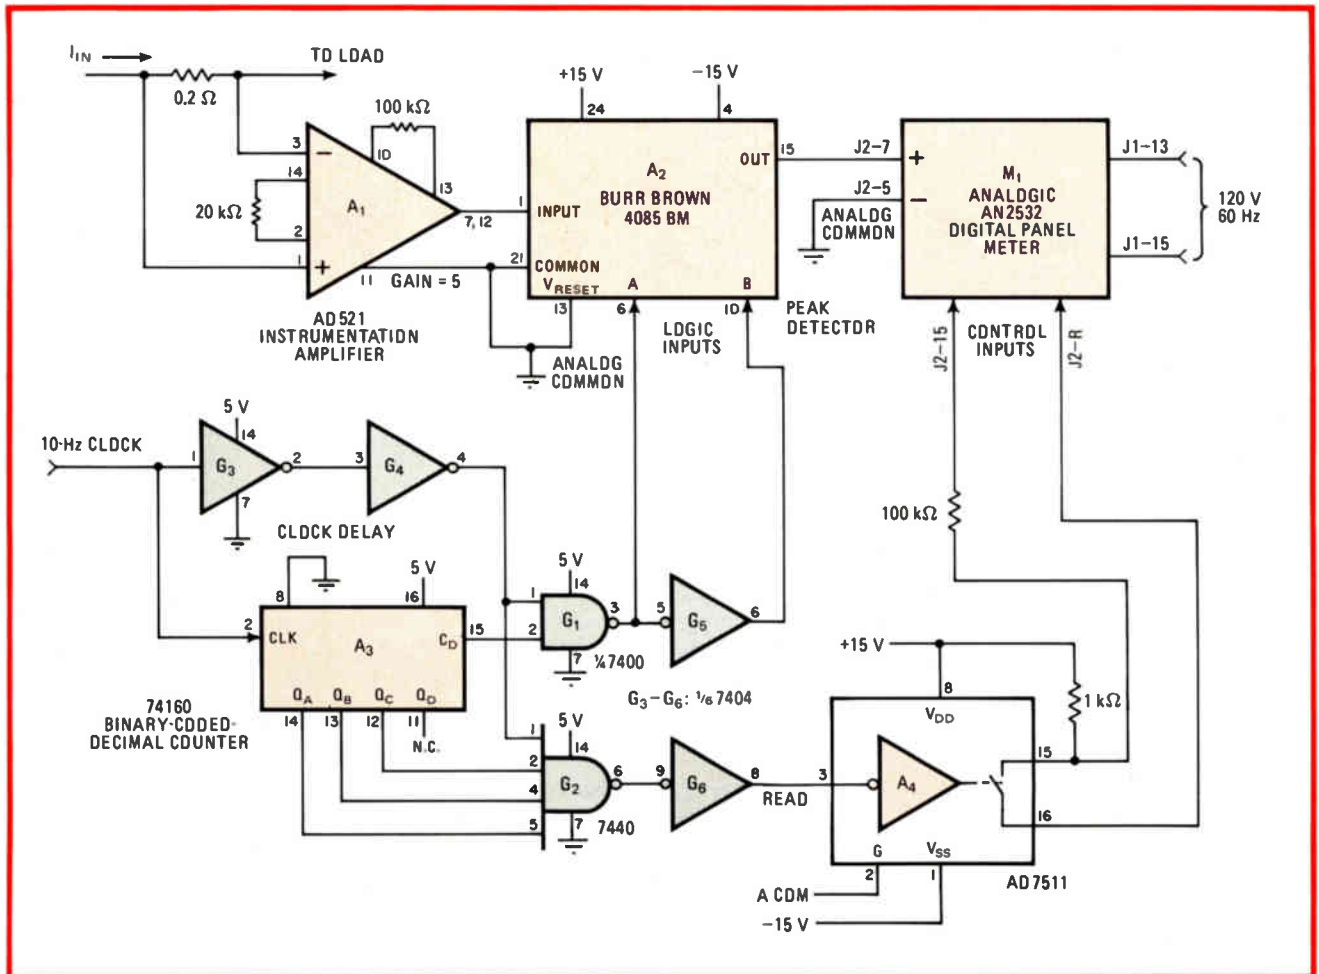 I_IN
TO LOAD
0.2 Ω
+15 V
−15 V
24
4
100 kΩ
10
13
3
−
14
20 kΩ
A₁
2
1
+
7, 12
11
GAIN = 5
AD521
INSTRUMENTATION
AMPLIFIER
1
INPUT
A₂
BURR BROWN
4085 BM
OUT
15
21
COMMON
V_RESET
A
B
13
6
10
LOGIC
INPUTS
PEAK
DETECTOR
ANALOG
COMMON
J2-7
+
J2-5
−
ANALOG
COMMON
M₁
ANALOGIC
AN2532
DIGITAL PANEL
METER
J1-13
J1-15
120 V
60 Hz
J2-15
CONTROL
INPUTS
J2-R
10-Hz CLOCK
5 V
14
1
G₃
2
7
3
G₄
4
CLOCK DELAY
8
5 V
16
2
CLK
A₃
C_D
15
Q_A
Q_B
Q_C
Q_D
14
13
12
11
N.C.
74160
BINARY-CODED-
DECIMAL COUNTER
5 V
14
1
2
G₁
3
7
¼7400
5
G₅
6
G₃–G₆: 1/6 7404
5 V
14
1
2
4
5
G₂
6
7
7440
9
G₆
8
READ
3
100 kΩ
+15 V
8
V_DD
1 kΩ
15
A₄
16
G
V_SS
2
1
AD7511
A COM
−15 V